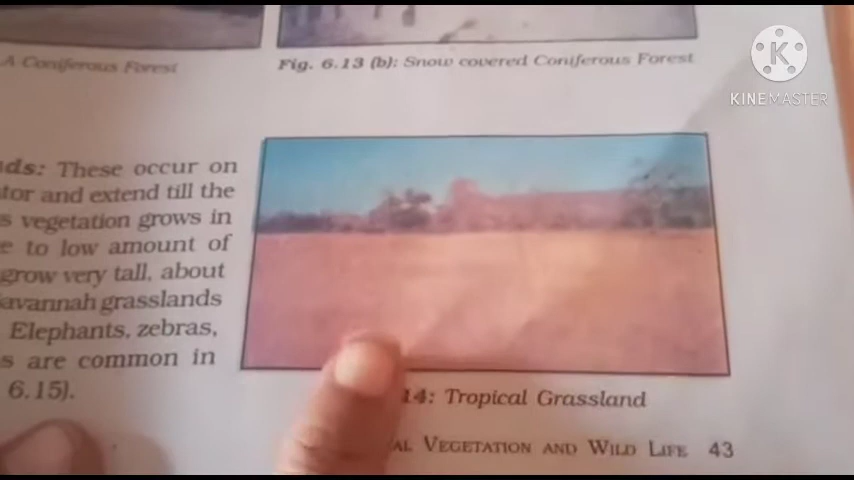 K
KINEMASTER
A Coniferous Forest
Fig. 6.13 (b): Snow covered Coniferous Forest
ds: These occur on
tor and extend till the
s vegetation grows in
e to low amount of
grow very tall, about
avannah grasslands
Elephants, zebras,
s are common in
6.15).
14: Tropical Grassland
AL VEGETATION AND WILD LIFE 43